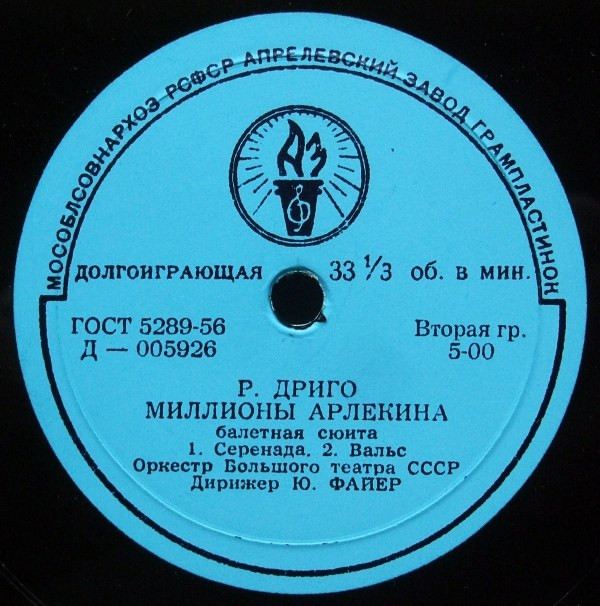 МОСОБЛСОВНАРХОЗ РСФСР АПРЕЛЕВСКИЙ ЗАВОД ГРАМПЛАСТИНОК
АЗ
ДОЛГОИГРАЮЩАЯ 33 1/3 об. в мин.
ГОСТ 5289-56 Вторая гр.
Д — 005926 5-00
Р. ДРИГО
МИЛЛИОНЫ АРЛЕКИНА
балетная сюита
1. Серенада, 2. Вальс
Оркестр Большого театра СССР
Дирижер Ю. ФАЙЕР